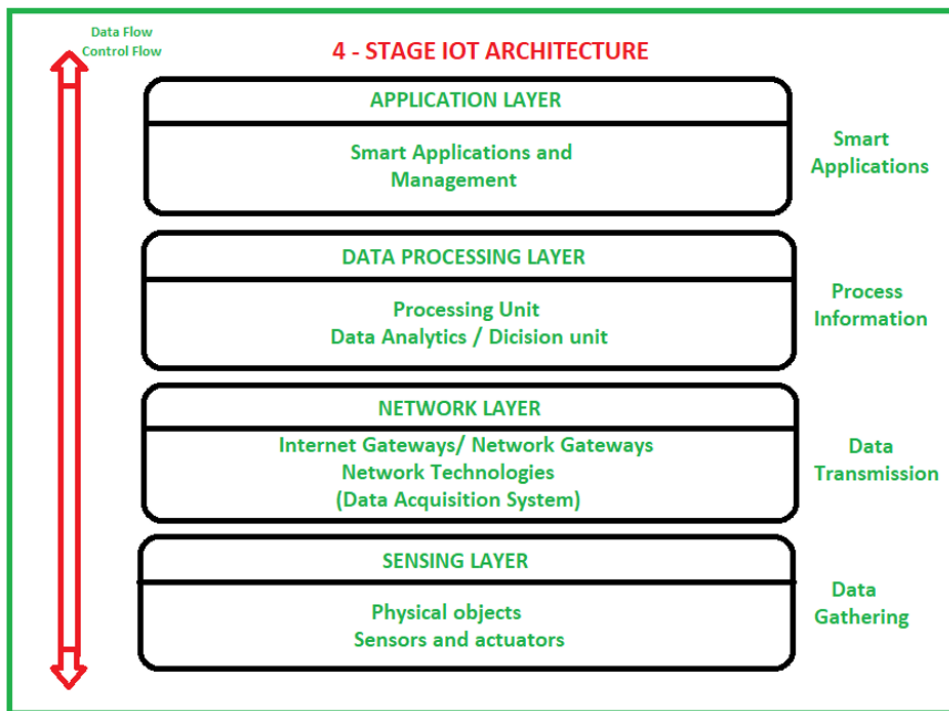 Data Flow
Control Flow
4 - STAGE IOT ARCHITECTURE
APPLICATION LAYER
Smart Applications and
Management
Smart
Applications
DATA PROCESSING LAYER
Processing Unit
Data Analytics / Dicision unit
Process
Information
NETWORK LAYER
Internet Gateways/ Network Gateways
Network Technologies
(Data Acquisition System)
Data
Transmission
SENSING LAYER
Physical objects
Sensors and actuators
Data
Gathering